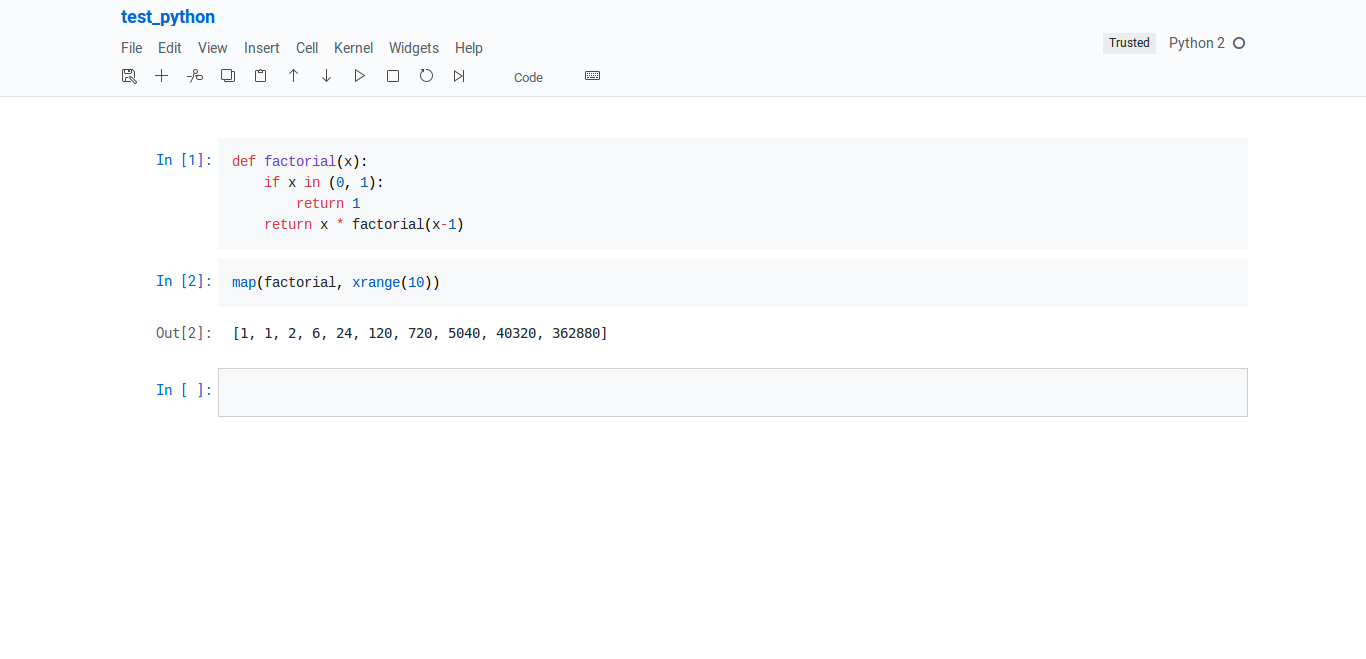 test_python
File Edit View Insert Cell Kernel Widgets Help
Trusted Python 2
Code
In [1]: def factorial(x):
    if x in (0, 1):
        return 1
    return x * factorial(x-1)
In [2]: map(factorial, xrange(10))
Out[2]: [1, 1, 2, 6, 24, 120, 720, 5040, 40320, 362880]
In [ ]: